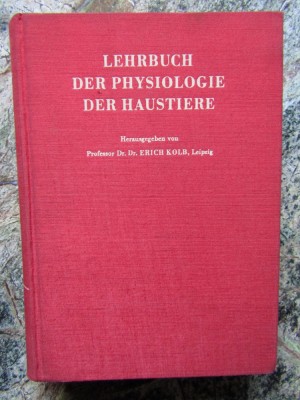 LEHRBUCH
DER PHYSIOLOGIE
DER HAUSTIERE
Herausgegeben von
Professor Dr. Dr. ERICH KOLB, Leipzig